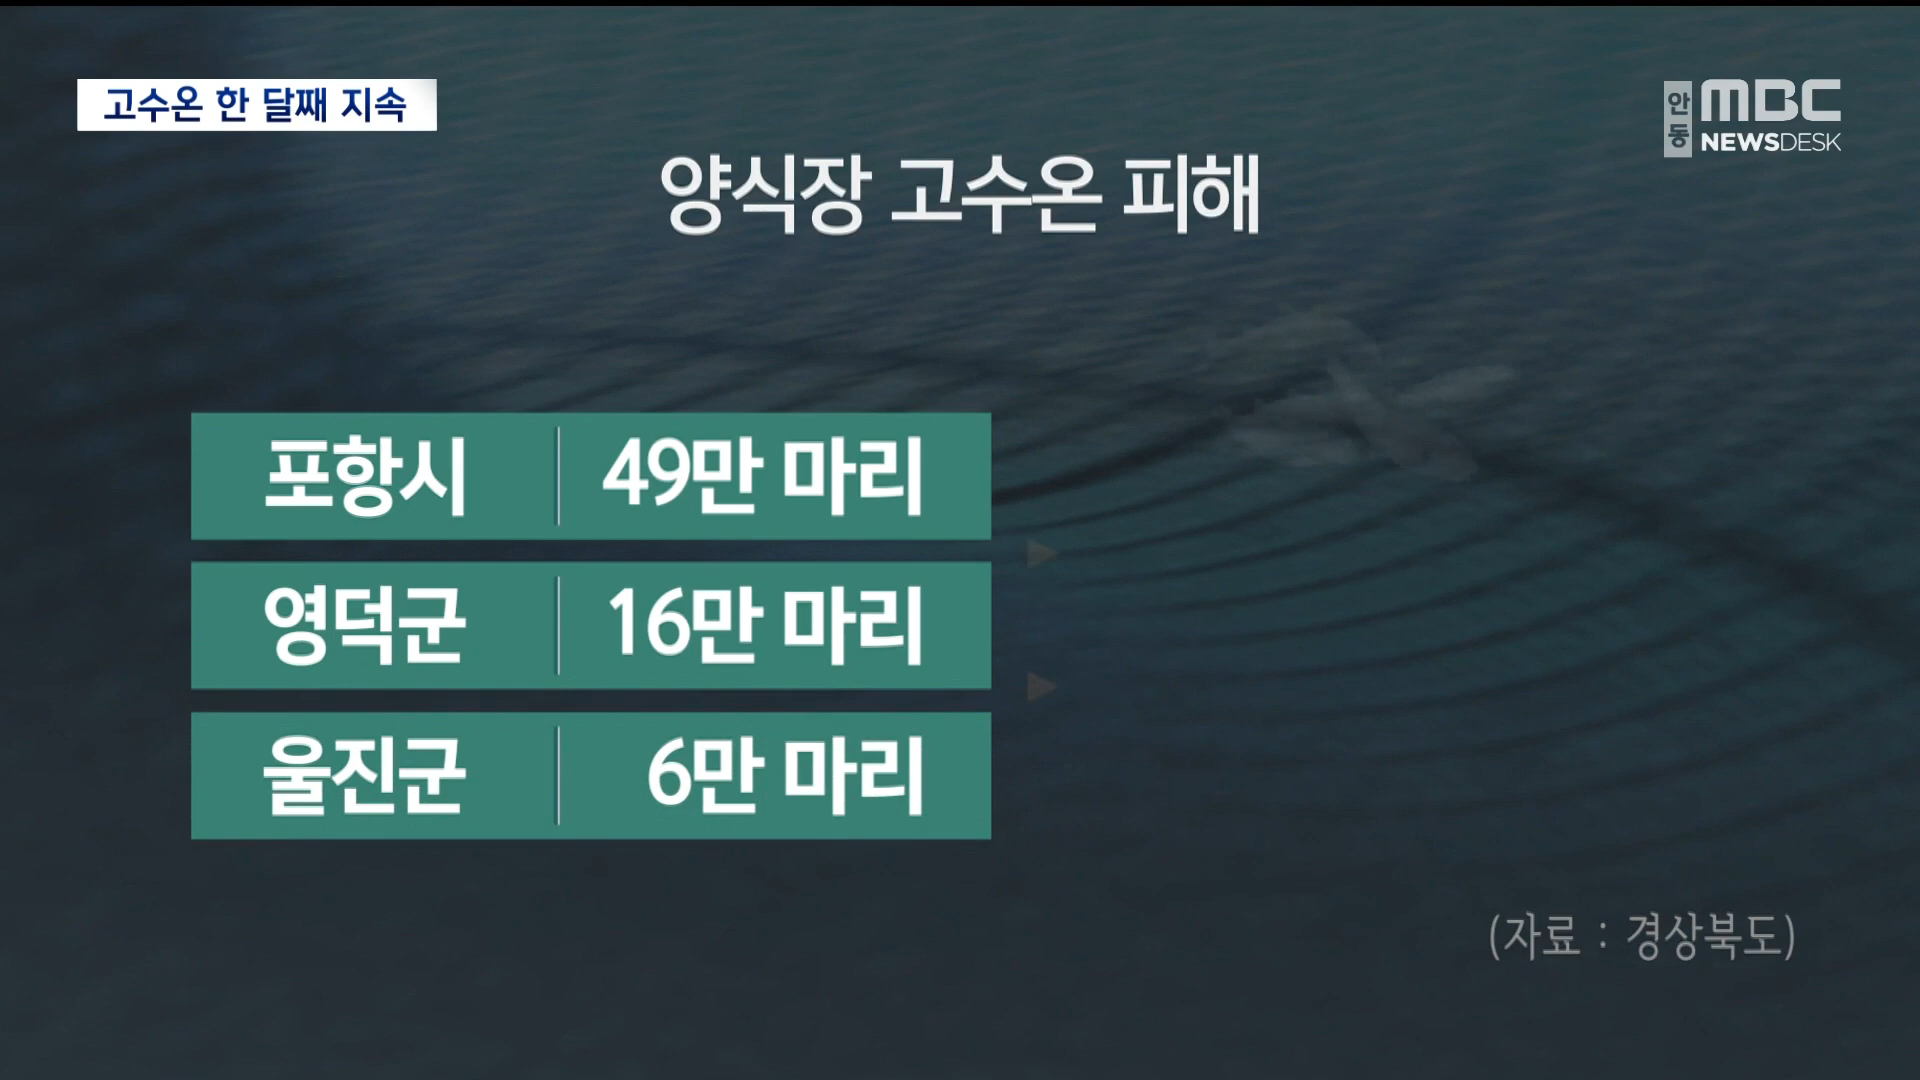 고수온 한 달째 지속
안동
MBC
NEWSDESK
양식장 고수온 피해
포항시 49만 마리
영덕군 16만 마리
울진군 6만 마리
(자료 : 경상북도)